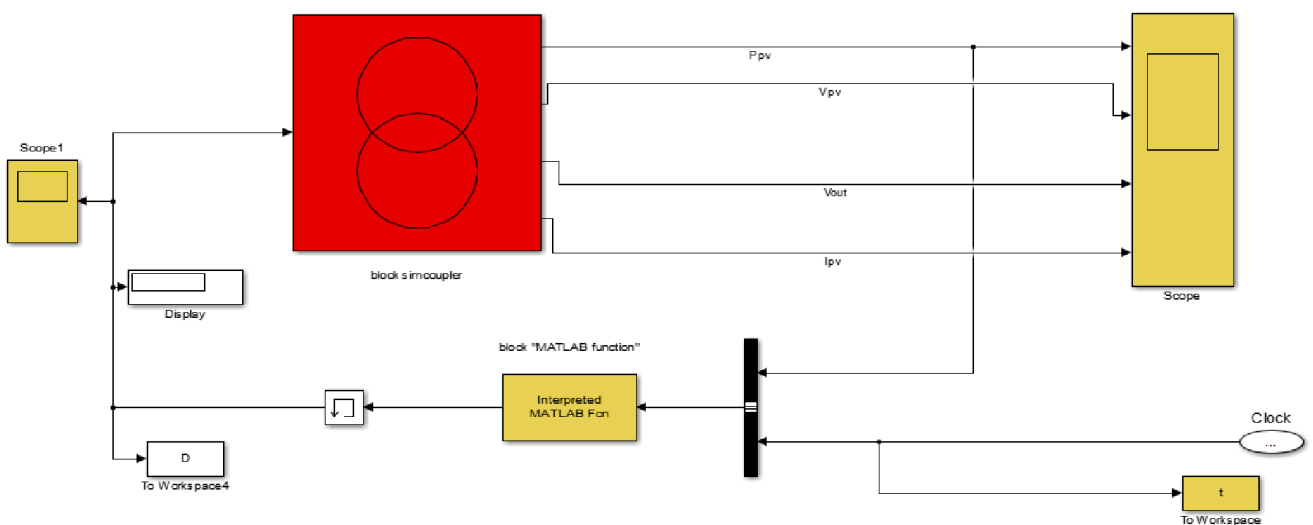 Ppv
Vpv
Scope1
Vout
Ipv
block simcoupler
Scope
Display
block "MATLAB function"
Interpreted
MATLAB Fcn
Clock
...
D
To Workspace4
t
To Workspace